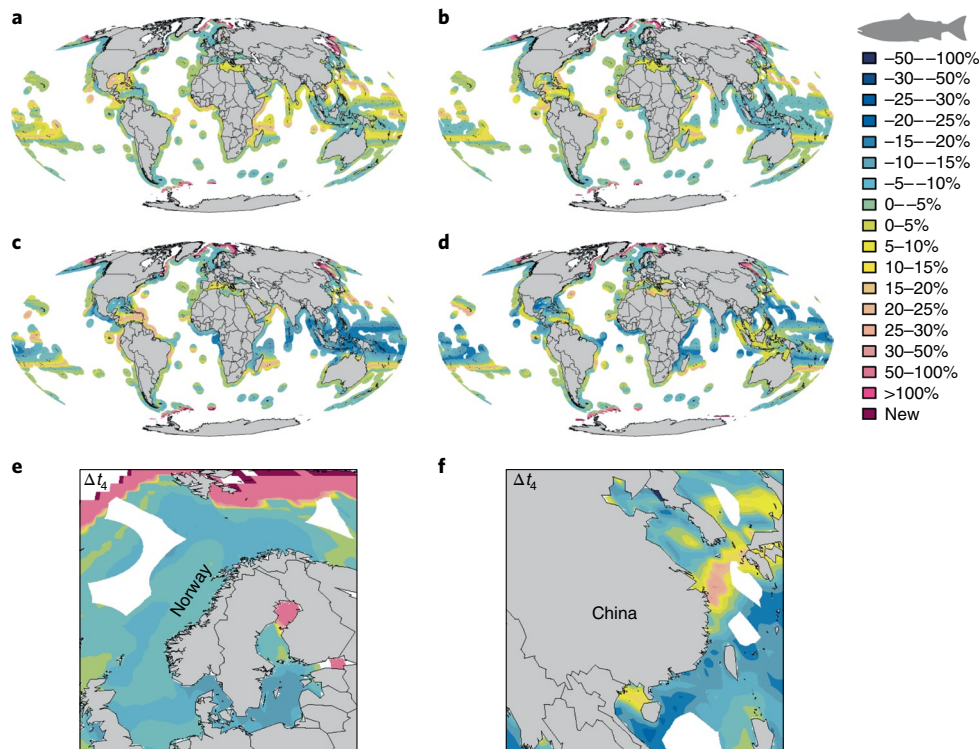 a
b
–50––100%
–30––50%
–25––30%
–20––25%
–15––20%
–10––15%
–5––10%
0––5%
0–5%
5–10%
10–15%
15–20%
20–25%
25–30%
30–50%
50–100%
>100%
New
c
d
e
Δt4
Norway
f
Δt4
China